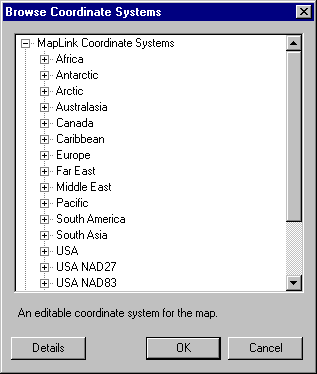 Browse Coordinate Systems
MapLink Coordinate Systems
Africa
Antarctic
Arctic
Australasia
Canada
Caribbean
Europe
Far East
Middle East
Pacific
South America
South Asia
USA
USA NAD27
USA NAD83
An editable coordinate system for the map.
Details
OK
Cancel